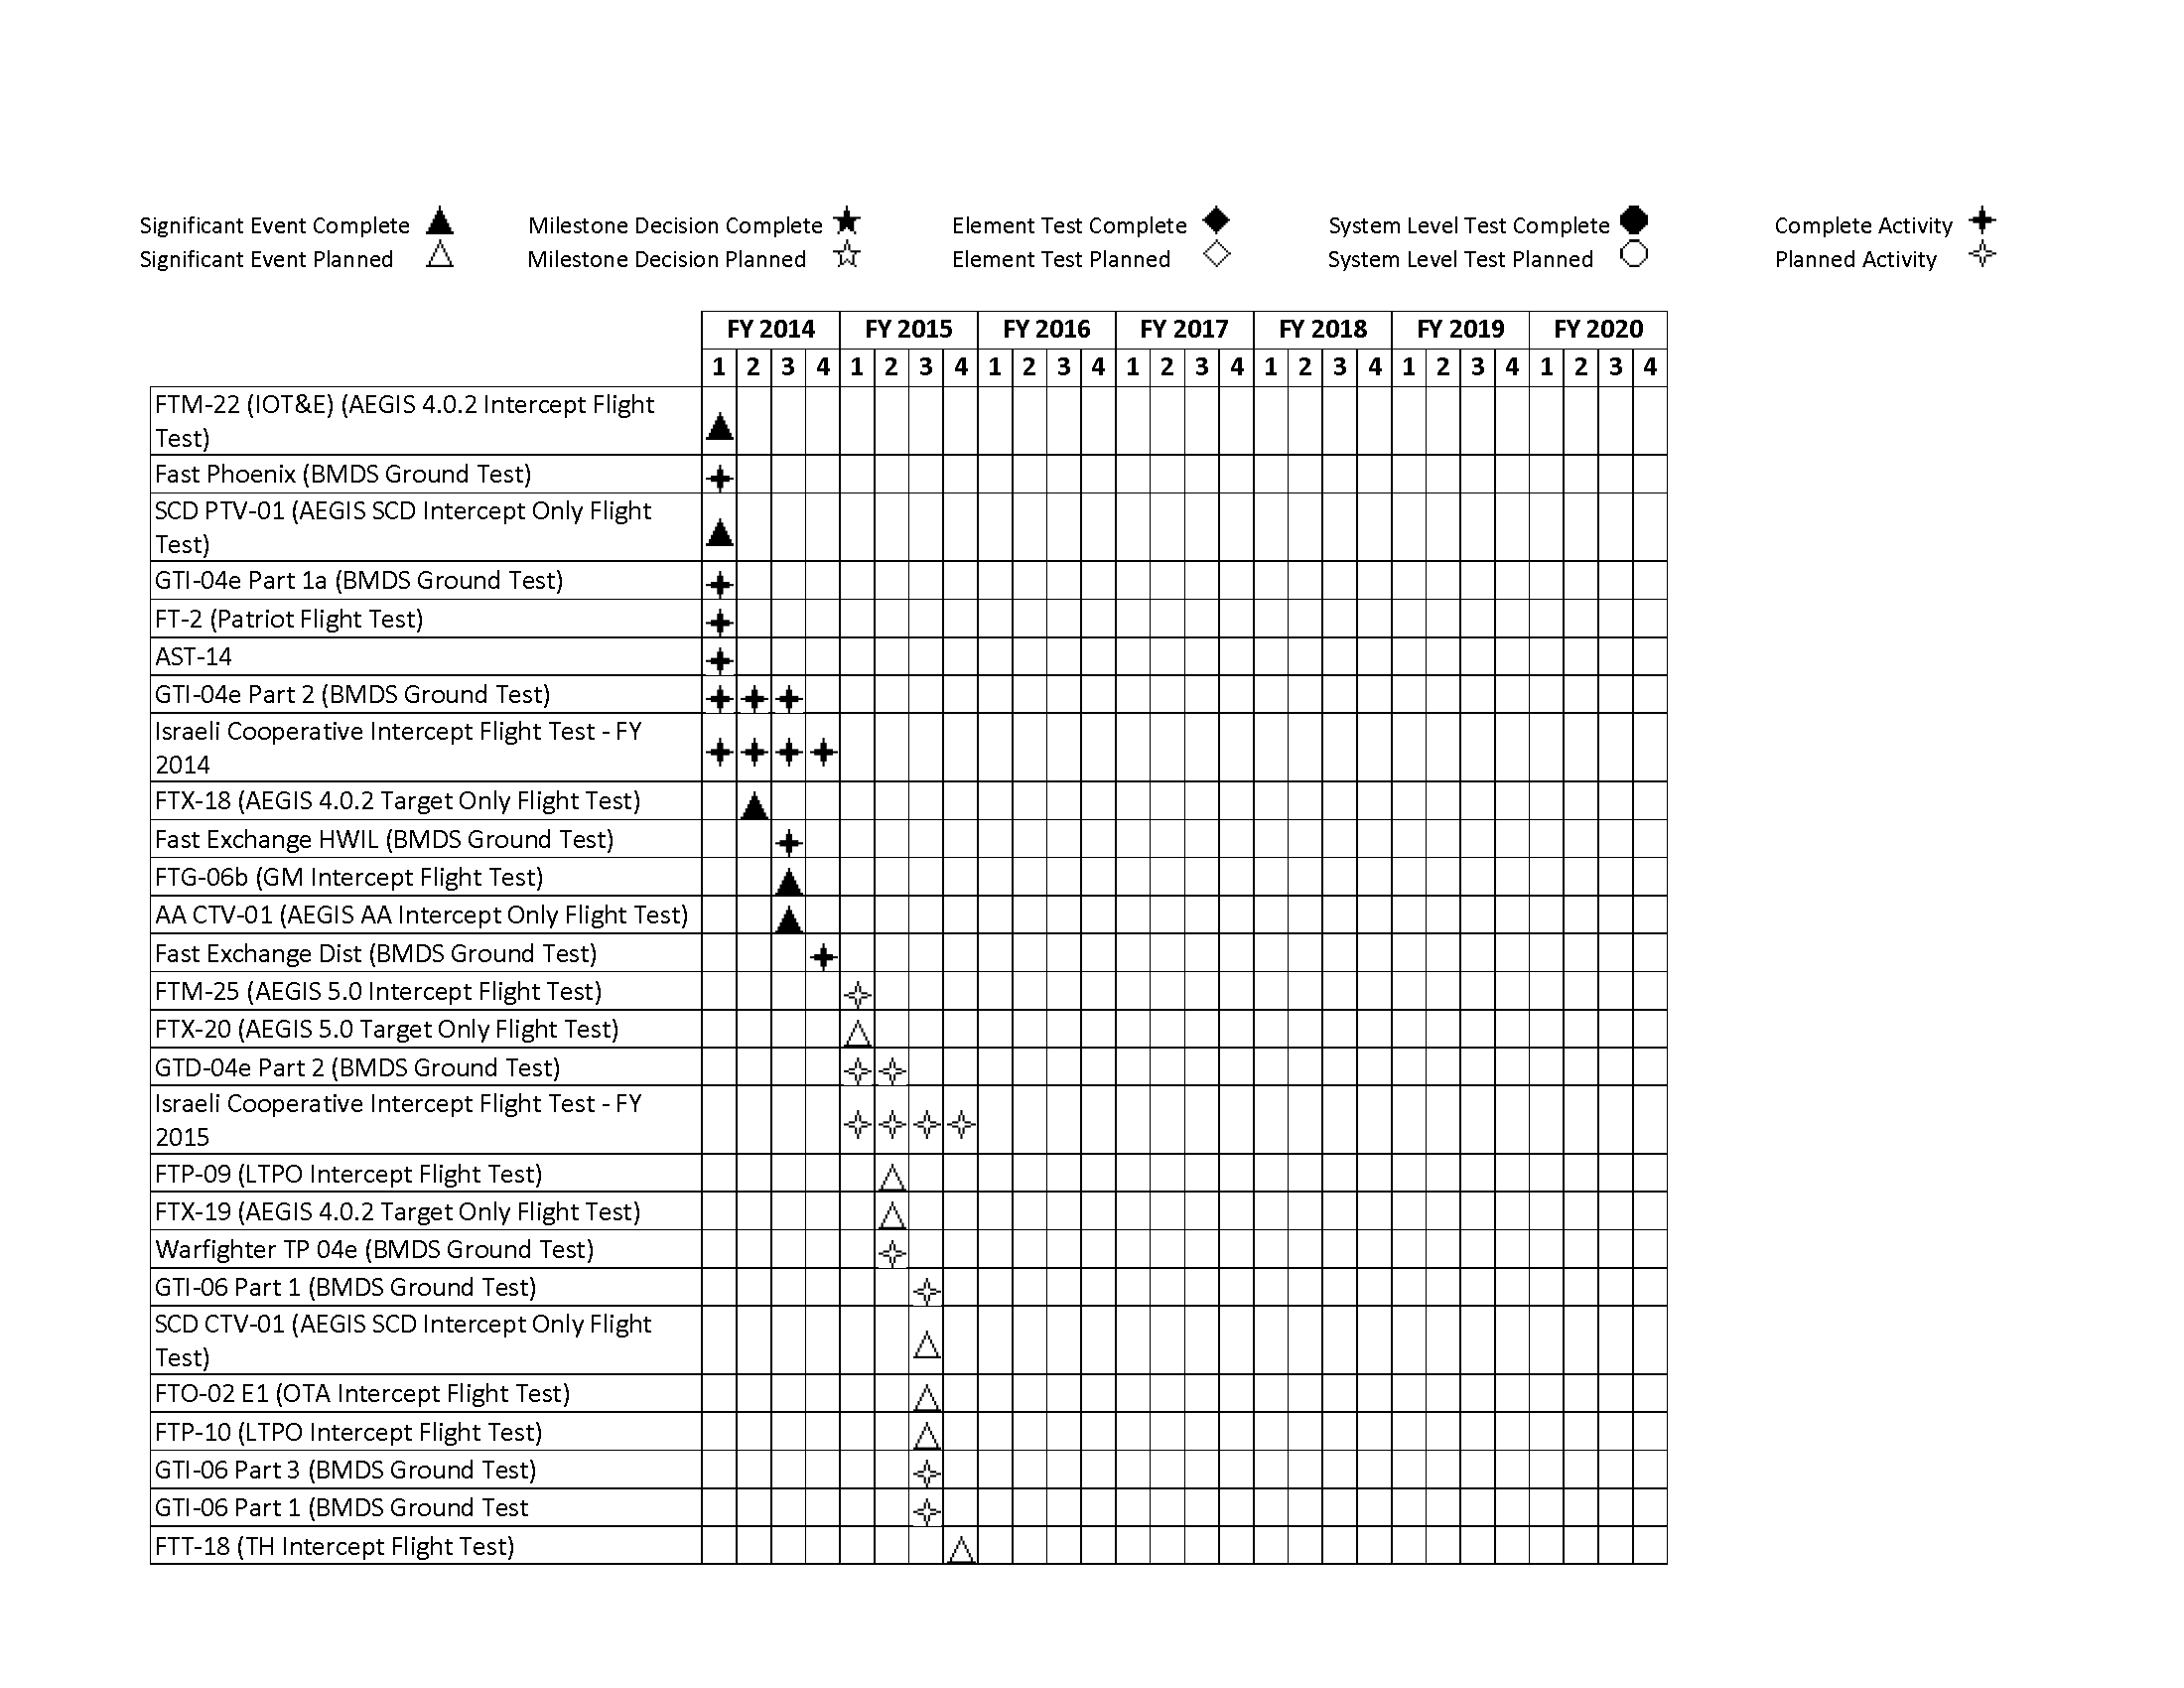 Significant Event Complete Milestone Decision Complete Element Test Complete System Level Test Complete Complete Activity
Significant Event Planned Milestone Decision Planned Element Test Planned System Level Test Planned Planned Activity
FY 2014 FY 2015 FY 2016 FY 2017 FY 2018 FY 2019 FY 2020
1 2 3 4 1 2 3 4 1 2 3 4 1 2 3 4 1 2 3 4 1 2 3 4 1 2 3 4
FTM-22 (IOT&E) (AEGIS 4.0.2 Intercept Flight
Test)
Fast Phoenix (BMDS Ground Test)
SCD PTV-01 (AEGIS SCD Intercept Only Flight
Test)
GTI-04e Part 1a (BMDS Ground Test)
FT-2 (Patriot Flight Test)
AST-14
GTI-04e Part 2 (BMDS Ground Test)
Israeli Cooperative Intercept Flight Test - FY
2014
FTX-18 (AEGIS 4.0.2 Target Only Flight Test)
Fast Exchange HWIL (BMDS Ground Test)
FTG-06b (GM Intercept Flight Test)
AA CTV-01 (AEGIS AA Intercept Only Flight Test)
Fast Exchange Dist (BMDS Ground Test)
FTM-25 (AEGIS 5.0 Intercept Flight Test)
FTX-20 (AEGIS 5.0 Target Only Flight Test)
GTD-04e Part 2 (BMDS Ground Test)
Israeli Cooperative Intercept Flight Test - FY
2015
FTP-09 (LTPO Intercept Flight Test)
FTX-19 (AEGIS 4.0.2 Target Only Flight Test)
Warfighter TP 04e (BMDS Ground Test)
GTI-06 Part 1 (BMDS Ground Test)
SCD CTV-01 (AEGIS SCD Intercept Only Flight
Test)
FTO-02 E1 (OTA Intercept Flight Test)
FTP-10 (LTPO Intercept Flight Test)
GTI-06 Part 3 (BMDS Ground Test)
GTI-06 Part 1 (BMDS Ground Test
FTT-18 (TH Intercept Flight Test)